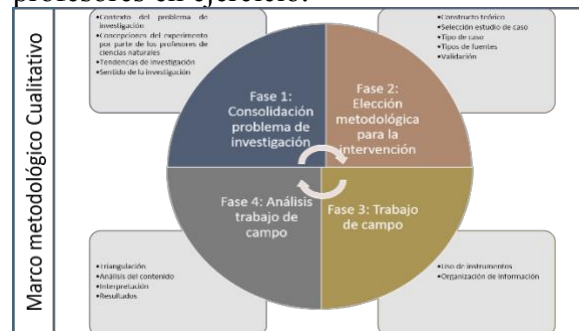 profesores en ejercicio.
Marco metodológico Cualitativo
•Contexto del problema de
investigación
•Concepciones del experimento
por parte de los profesores de
ciencias naturales
•Tendencias de investigación
•Sentido de la investigación
•Constructo teórico
•Selección estudio de caso
•Tipo de caso
•Tipos de fuentes
•Validación
Fase 1:
Consolidación
problema de
investigación
Fase 2:
Elección
metodológica
para la
intervención
Fase 4: Análisis
trabajo de
campo
Fase 3: Trabajo
de campo
•Triangulación
•Análisis del contenido
•Interpretación
•Resultados
•Uso de instrumentos
•Organización de información